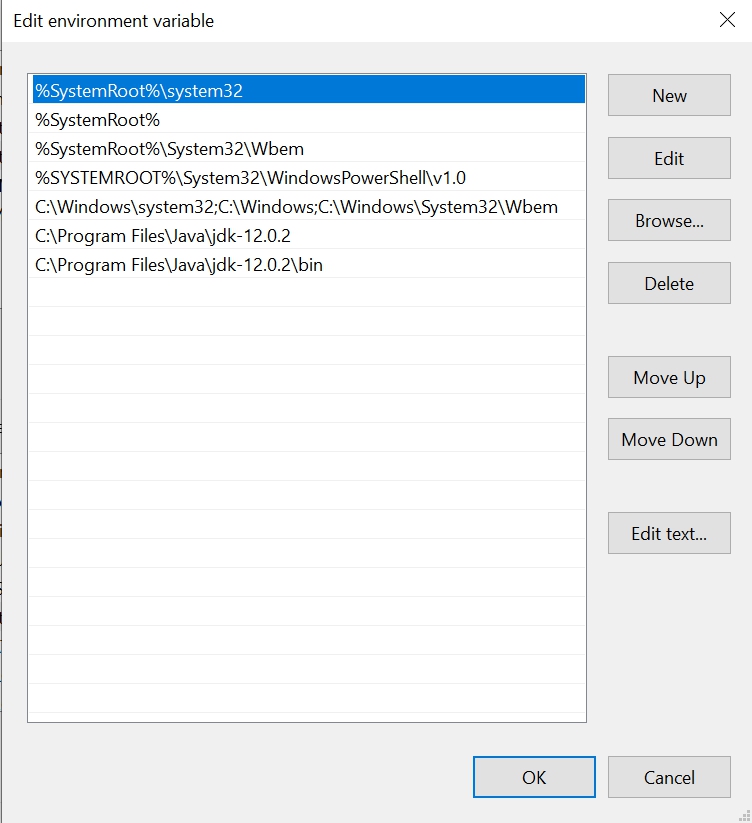 Edit environment variable
%SystemRoot%\system32
%SystemRoot%
%SystemRoot%\System32\Wbem
%SYSTEMROOT%\System32\WindowsPowerShell\v1.0
C:\Windows\system32;C:\Windows;C:\Windows\System32\Wbem
C:\Program Files\Java\jdk-12.0.2
C:\Program Files\Java\jdk-12.0.2\bin
New
Edit
Browse...
Delete
Move Up
Move Down
Edit text...
OK
Cancel